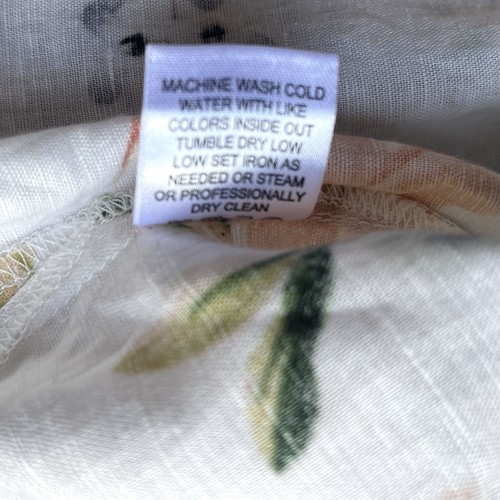 MACHINE WASH COLD
WATER WITH LIKE
COLORS INSIDE OUT
TUMBLE DRY LOW
LOW SET IRON AS
NEEDED OR STEAM
OR PROFESSIONALLY
DRY CLEAN